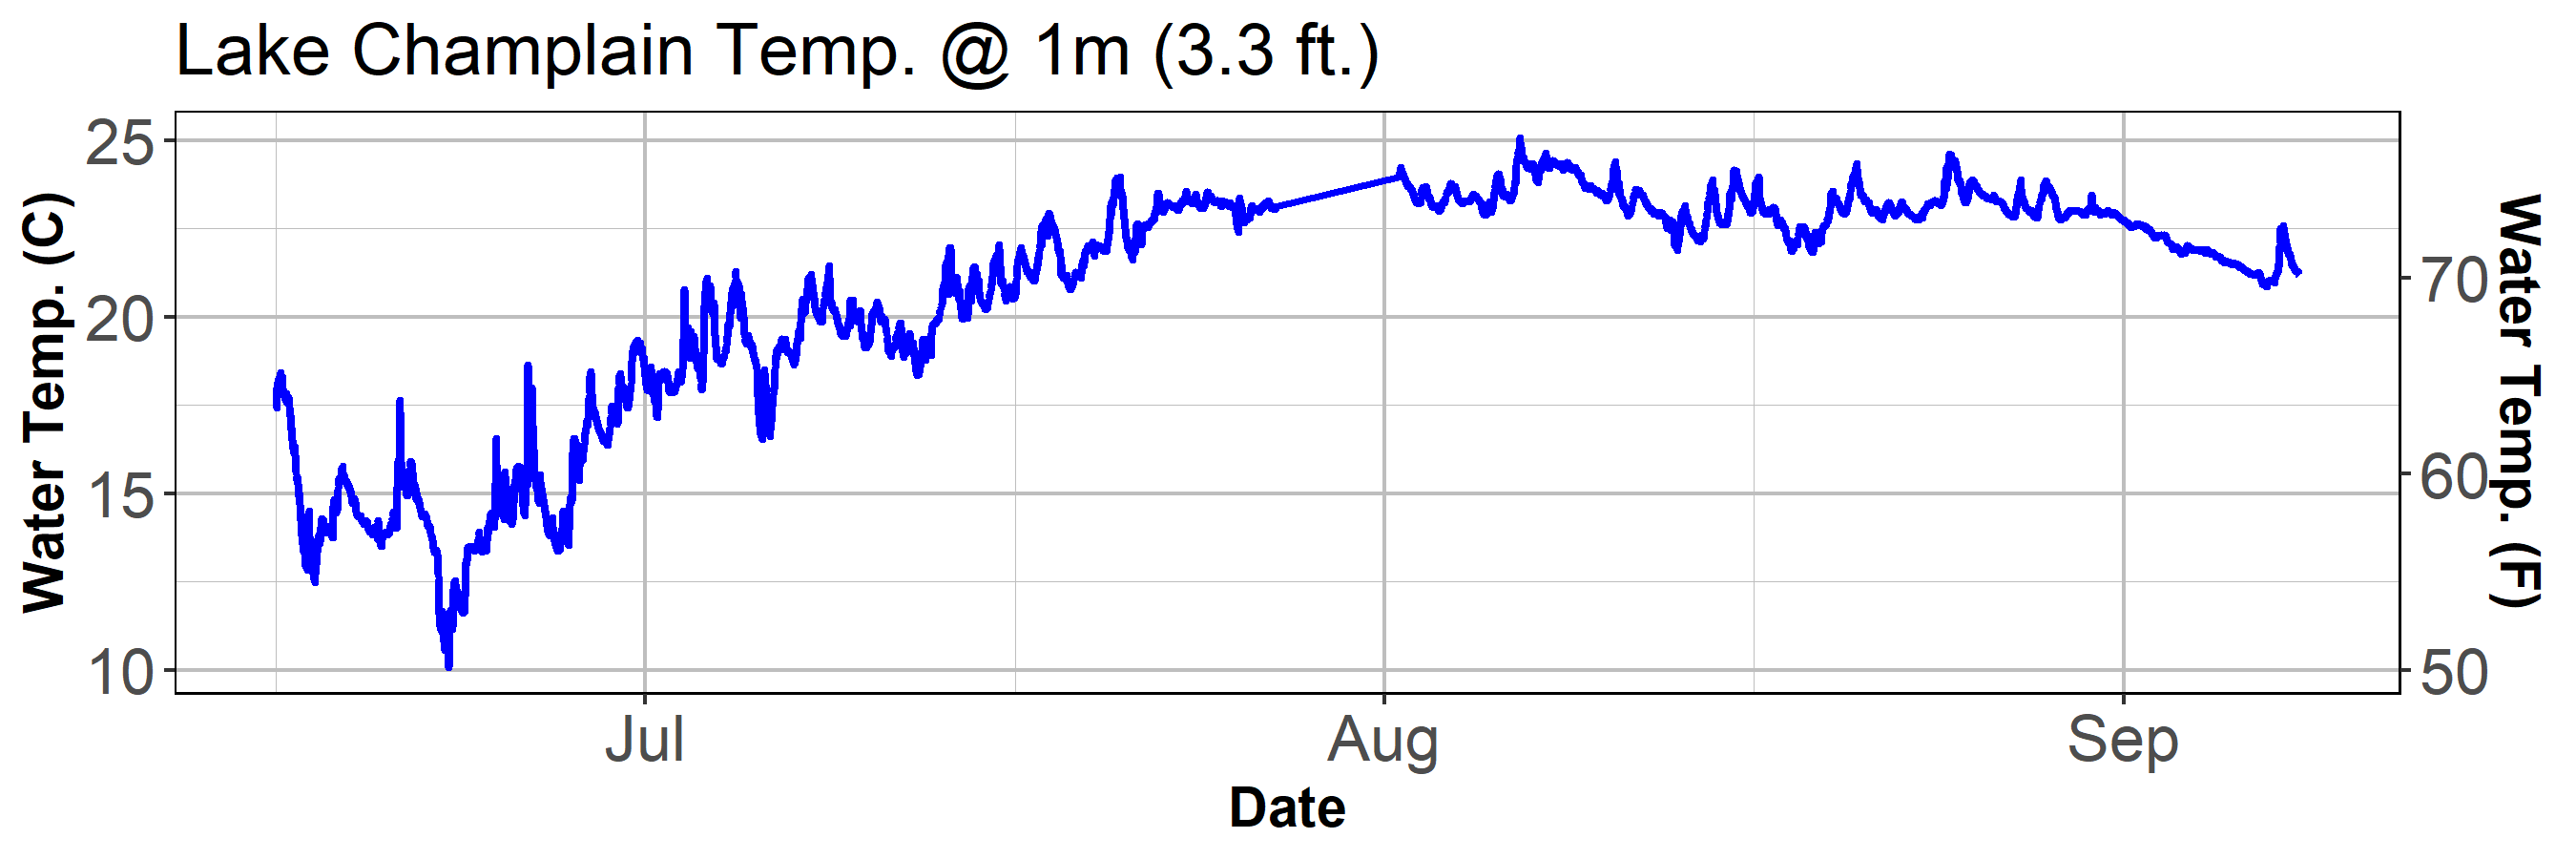 Lake Champlain Temp. @ 1m (3.3 ft.)
Water Temp. (C)
25
20
15
10
70
60
50
Water Temp. (F)
Jul
Aug
Sep
Date